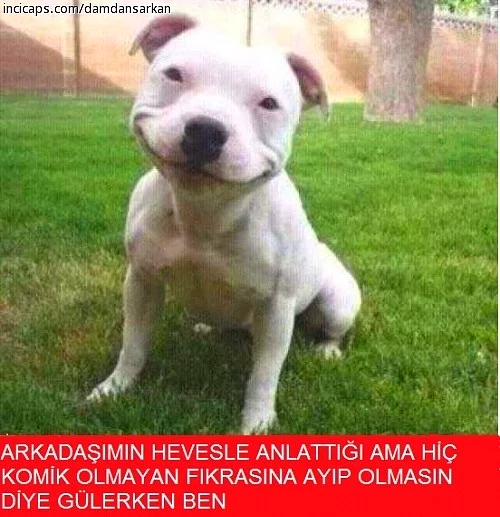 incicaps.com/damdansarkan
ARKADAŞIMIN HEVESLE ANLATTIĞI AMA HİÇ
KOMİK OLMAYAN FIKRASINA AYIP OLMASIN
DİYE GÜLERKEN BEN